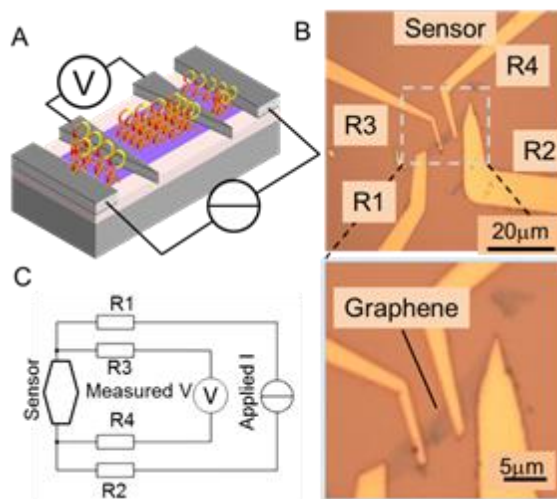 A
V
B
Sensor
R4
R3
R2
R1
20μm
C
R1
R3
Sensor
Measured V
V
Applied I
R4
R2
Graphene
5μm